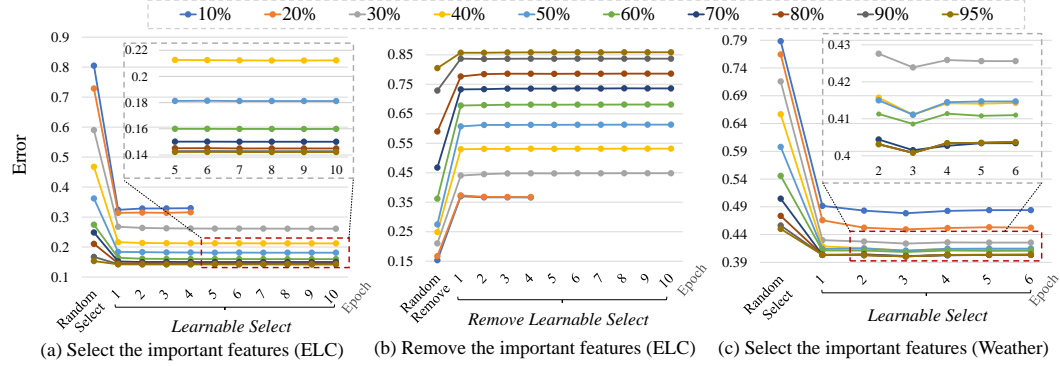 10% 20% 30% 40% 50% 60% 70% 80% 90% 95%
Error
0.9
0.8
0.7
0.6
0.5
0.4
0.3
0.2
0.1
0.22
0.2
0.18
0.16
0.14
5 6 7 8 9 10
Random Select
1 2 3 4 5 6 7 8 9 10
Epoch
Learnable Select
(a) Select the important features (ELC)
0.85
0.75
0.65
0.55
0.45
0.35
0.25
0.15
Random Remove
1 2 3 4 5 6 7 8 9 10
Epoch
Remove Learnable Select
(b) Remove the important features (ELC)
0.79
0.74
0.69
0.64
0.59
0.54
0.49
0.44
0.39
0.43
0.42
0.41
0.4
2 3 4 5 6
Random Select
1 2 3 4 5 6
Epoch
Learnable Select
(c) Select the important features (Weather)